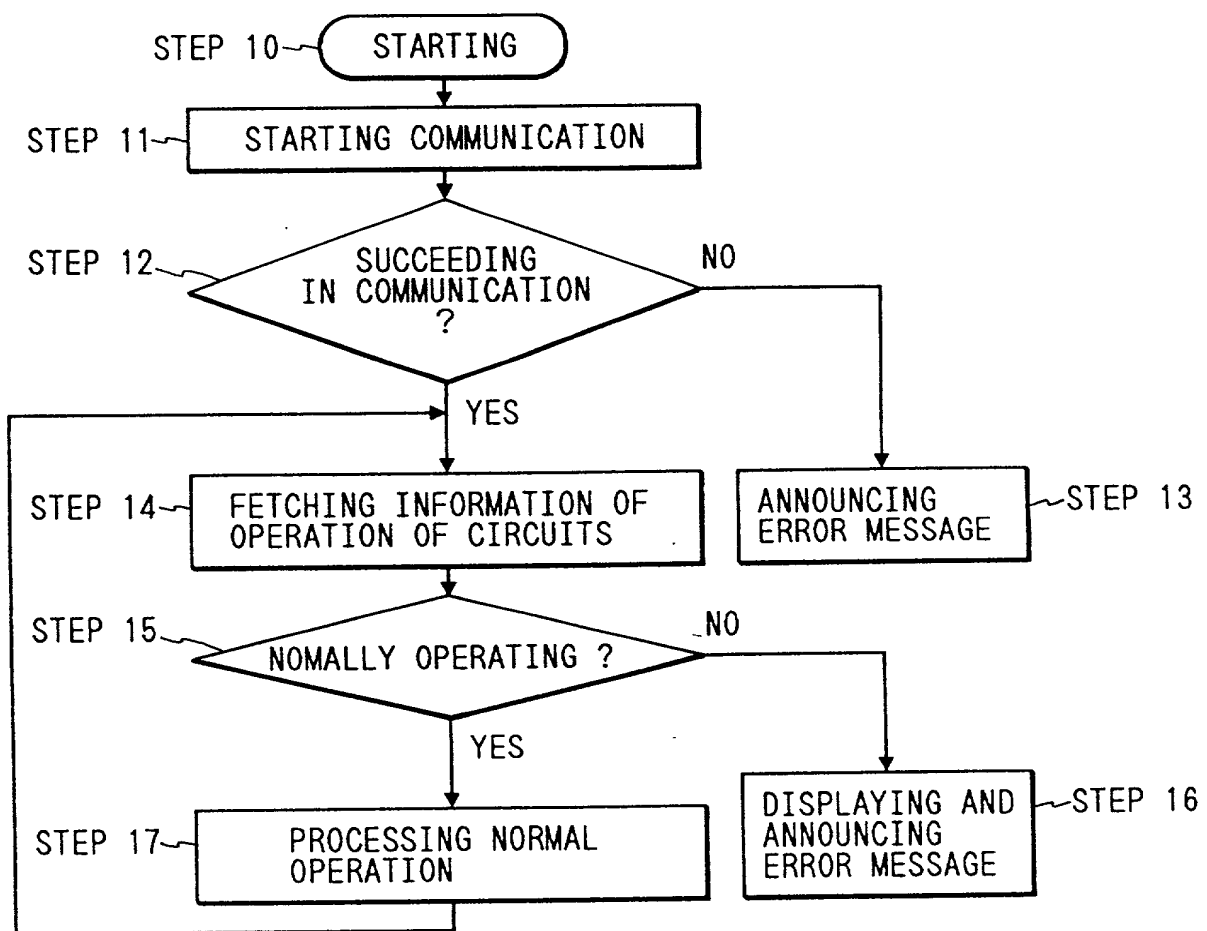 STEP 10
STARTING
STEP 11
STARTING COMMUNICATION
STEP 12
SUCCEEDING
IN COMMUNICATION
?
NO
YES
STEP 14
FETCHING INFORMATION OF
OPERATION OF CIRCUITS
ANNOUNCING
ERROR MESSAGE
STEP 13
STEP 15
NOMALLY OPERATING ?
NO
YES
STEP 17
PROCESSING NORMAL
OPERATION
DISPLAYING AND
ANNOUNCING
ERROR MESSAGE
STEP 16